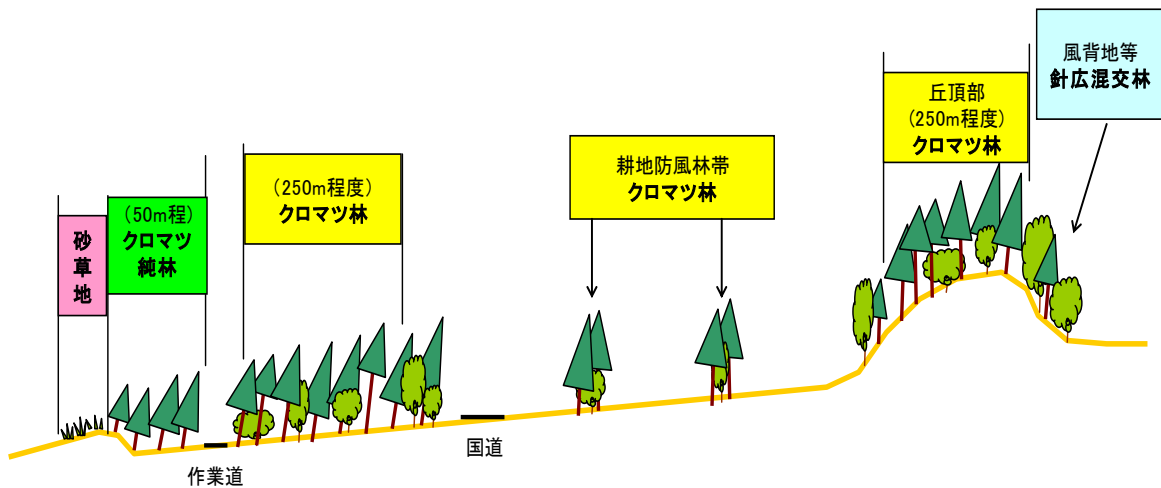 砂
草
地
(50m程)
クロマツ
純林
(250m程度)
クロマツ林
耕地防風林帯
クロマツ林
丘頂部
(250m程度)
クロマツ林
風背地等
針広混交林
作業道
国道